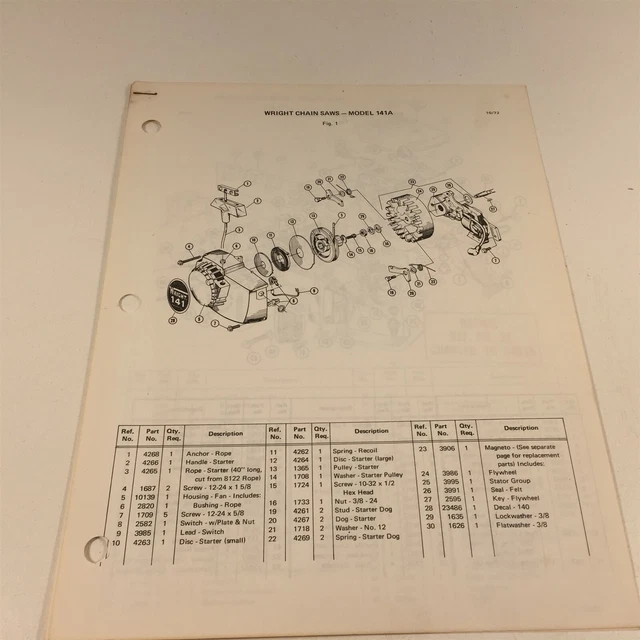 WRIGHT CHAIN SAWS — MODEL 141A
10/72
Fig. 1
WRIGHT
141
Ref. No. Part No. Qty. Req. Description
1 4268 1 Anchor - Rope
2 4266 1 Handle - Starter
3 4265 1 Rope - Starter (40" long,
cut from 8122 Rope)
4 1687 2 Screw - 12-24 x 1 5/8
5 10139 1 Housing - Fan - Includes:
6 2820 1 Bushing - Rope
7 1709 5 Screw - 12-24 x 5/8
8 2582 1 Switch - w/Plate & Nut
9 3985 1 Lead - Switch
10 4263 1 Disc - Starter (small)
Ref. No. Part No. Qty. Req. Description
11 4262 1 Spring - Recoil
12 4264 1 Disc - Starter (large)
13 1365 1 Pulley - Starter
14 1708 1 Washer - Starter Pulley
15 1724 1 Screw - 10-32 x 1/2
Hex Head
16 1733 1 Nut - 3/8 - 24
19 4261 2 Stud - Starter Dog
20 4267 2 Dog - Starter
21 1718 2 Washer - No. 12
22 4269 2 Spring - Starter Dog
Ref. No. Part No. Qty. Req. Description
23 3906 1 Magneto - (See separate
page for replacement
parts) Includes:
24 3986 1 Flywheel
25 3995 1 Stator Group
26 3991 1 Seal - Felt
27 2595 1 Key - Flywheel
28 23486 1 Decal - 140
29 1635 1 Lockwasher - 3/8
30 1626 1 Flatwasher - 3/8